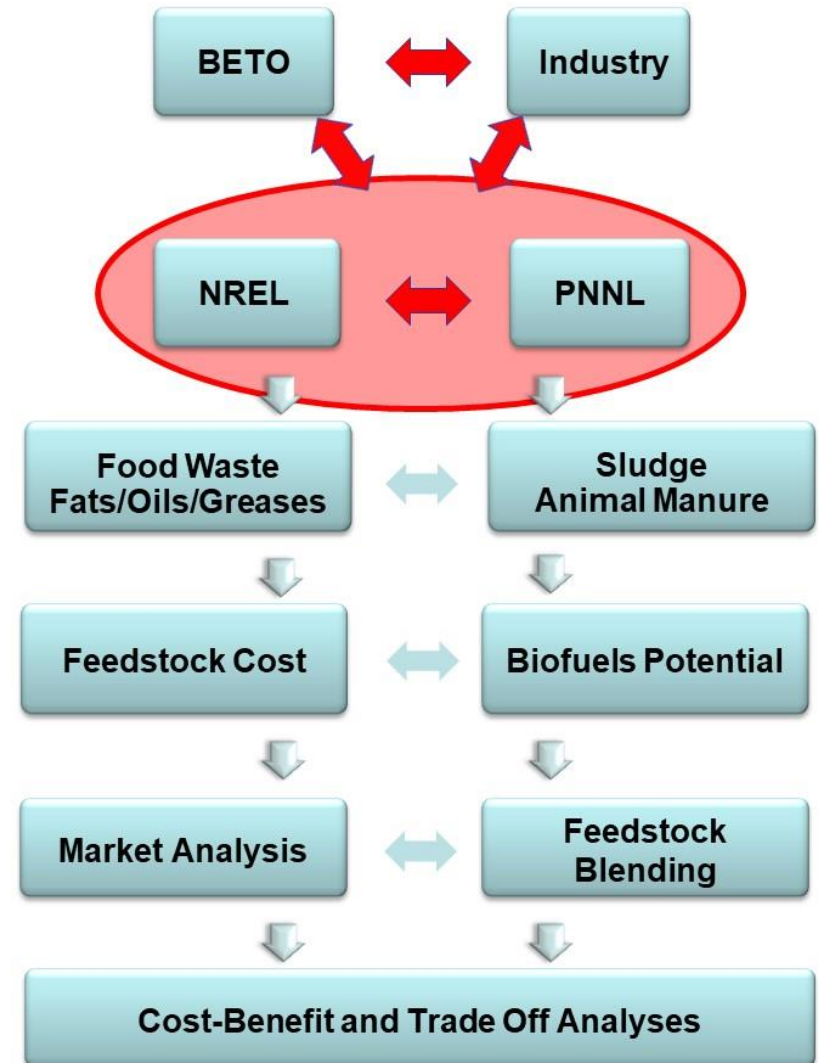 BETO
Industry
NREL
PNNL
Food Waste
Fats/Oils/Greases
Sludge
Animal Manure
Feedstock Cost
Biofuels Potential
Market Analysis
Feedstock
Blending
Cost-Benefit and Trade Off Analyses